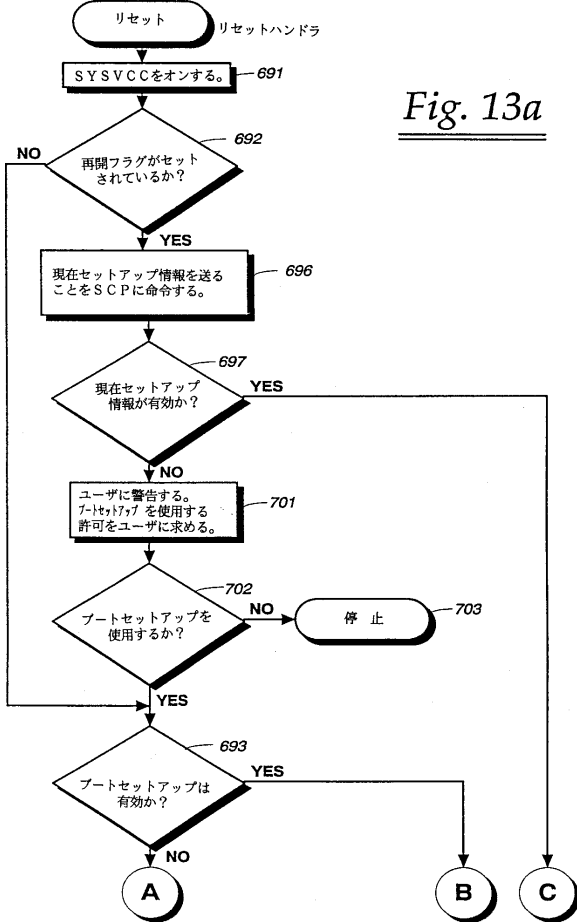 リセット
リセットハンドラ
SYSVCCをオンする。
691
Fig. 13a
692
NO
再開フラグがセット
されているか?
YES
現在セットアップ情報を送る
ことをSCPに命令する。
696
697
現在セットアップ
情報が有効か?
YES
NO
ユーザに警告する。
ブートセットアップ を使用する
許可をユーザに求める。
701
702
ブートセットアップを
使用するか?
NO
停 止
703
YES
693
ブートセットアップは
有効か?
YES
NO
A
B
C